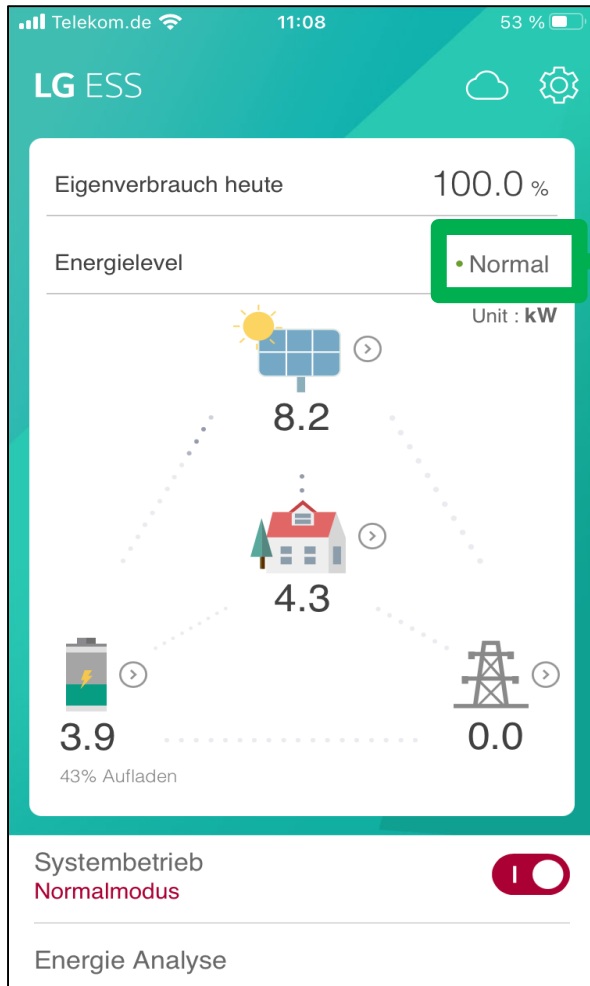 Telekom.de 11:08 53 %
LG ESS
Eigenverbrauch heute 100.0 %
Energielevel • Normal
Unit : kW
8.2
4.3
3.9 0.0
43% Aufladen
Systembetrieb
Normalmodus
Energie Analyse